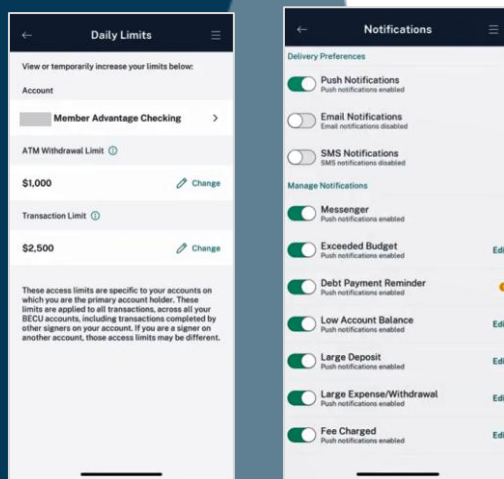 Daily Limits
View or temporarily increase your limits below:
Account
Member Advantage Checking
ATM Withdrawal Limit
$1,000
Change
Transaction Limit
$2,500
Change
These access limits are specific to your accounts on
which you are the primary account holder. These
limits are applied to all transactions, across all your
BECU accounts, including transactions completed by
other signers on your account. If you are a signer on
another account, those access limits may be different.
Notifications
Delivery Preferences
Push Notifications
Push notifications enabled
Email Notifications
Email notifications disabled
SMS Notifications
SMS notifications disabled
Manage Notifications
Messenger
Push notifications enabled
Exceeded Budget
Push notifications enabled
Edi
Debt Payment Reminder
Push notifications enabled
Low Account Balance
Push notifications enabled
Edi
Large Deposit
Push notifications enabled
Edi
Large Expense/Withdrawal
Push notifications enabled
Edi
Fee Charged
Push notifications enabled
Edi